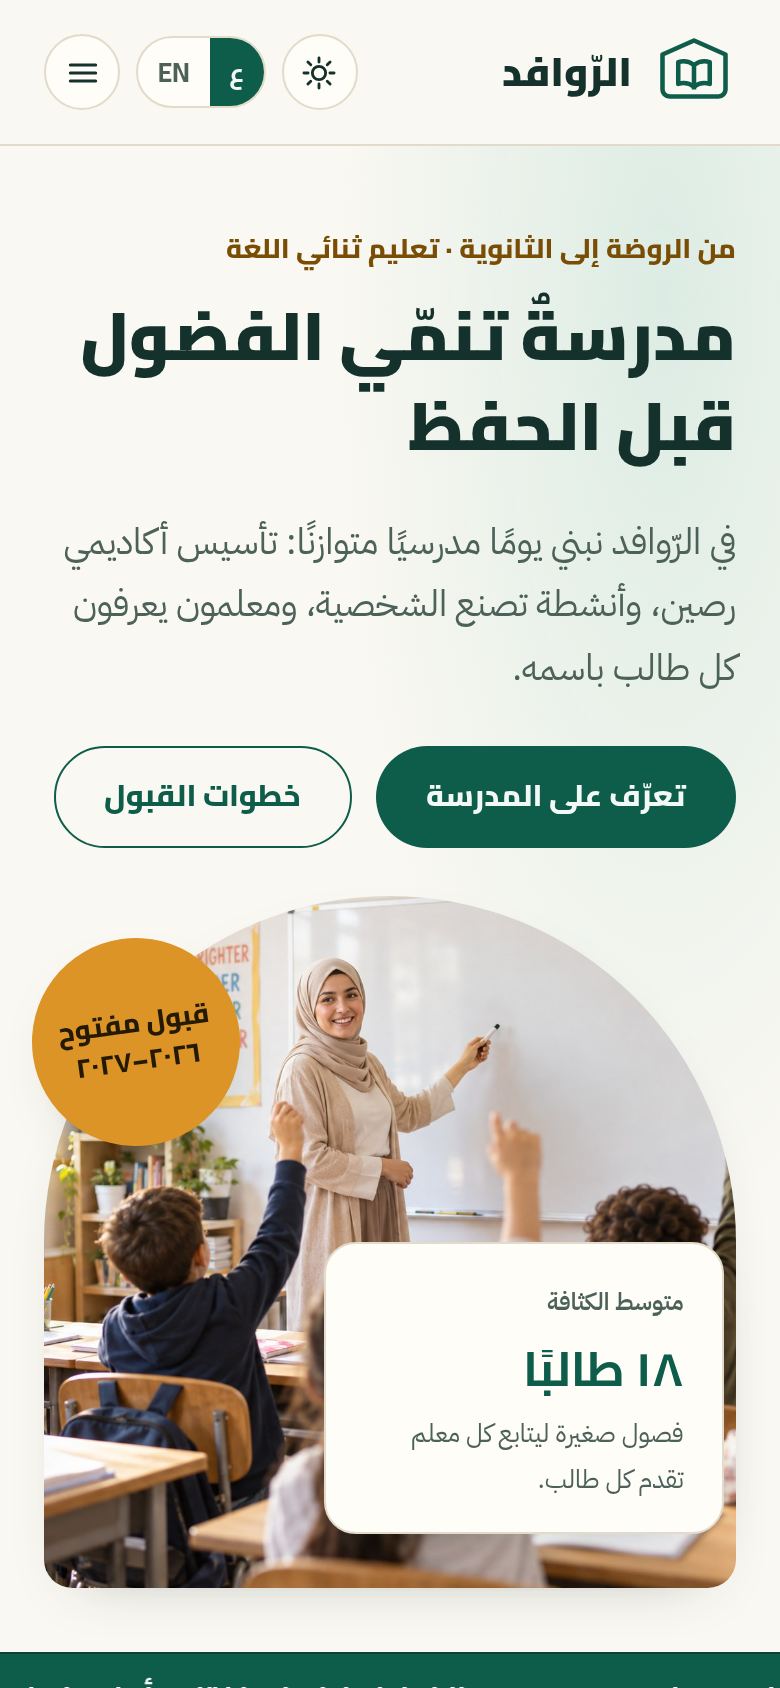 الرّوافد
ع EN
من الروضة إلى الثانوية · تعليم ثنائي اللغة
مدرسةٌ تنمّي الفضول
قبل الحفظ
في الرّوافد نبني يومًا مدرسيًا متوازنًا: تأسيس أكاديمي
رصين، وأنشطة تصنع الشخصية، ومعلمون يعرفون
كل طالب باسمه.
تعرّف على المدرسة
خطوات القبول
قبول مفتوح
٢٠٢٦–٢٠٢٧
متوسط الكثافة
١٨ طالبًا
فصول صغيرة ليتابع كل معلم
تقدم كل طالب.